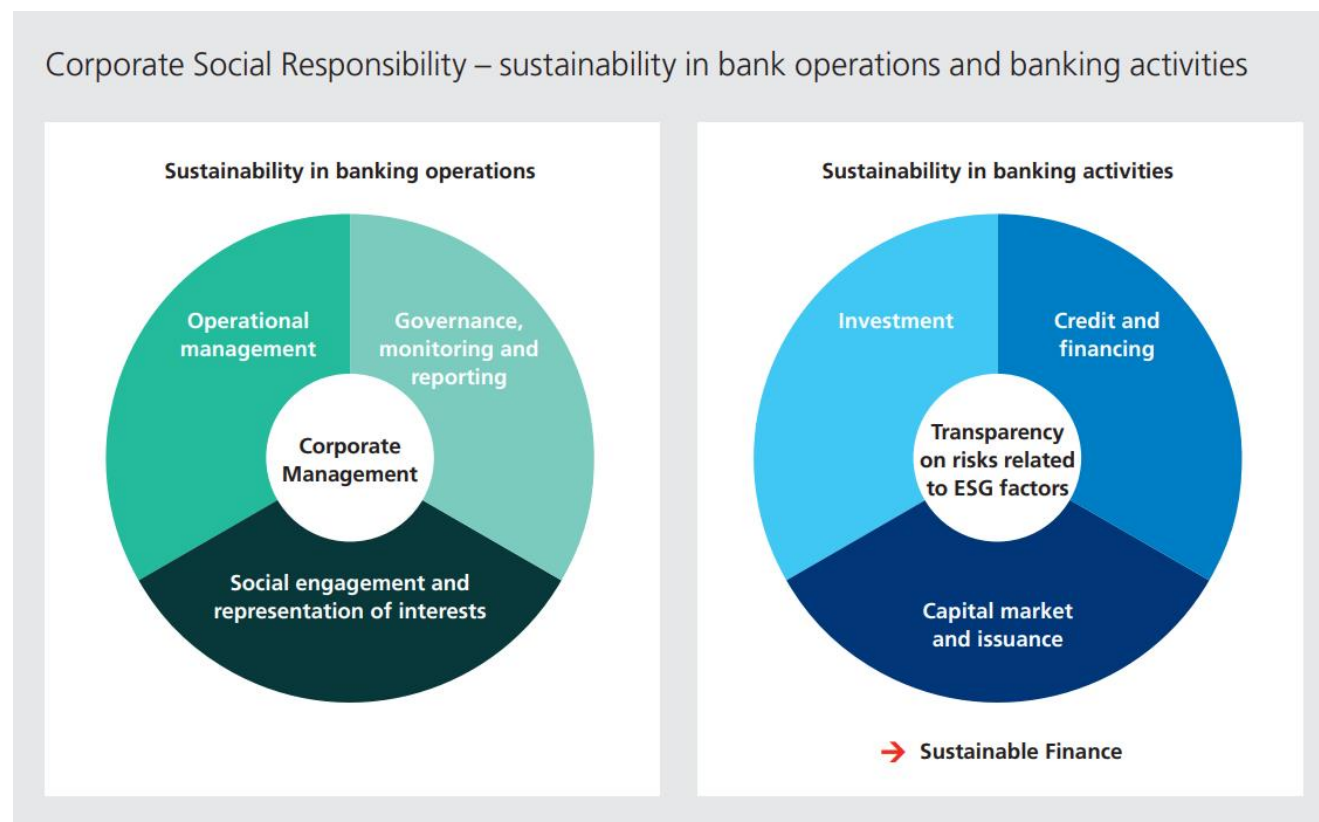 Corporate Social Responsibility – sustainability in bank operations and banking activities
Sustainability in banking operations
Operational
management
Governance,
monitoring and
reporting
Corporate
Management
Social engagement and
representation of interests
Sustainability in banking activities
Investment
Credit and
financing
Transparency
on risks related
to ESG factors
Capital market
and issuance
→ Sustainable Finance